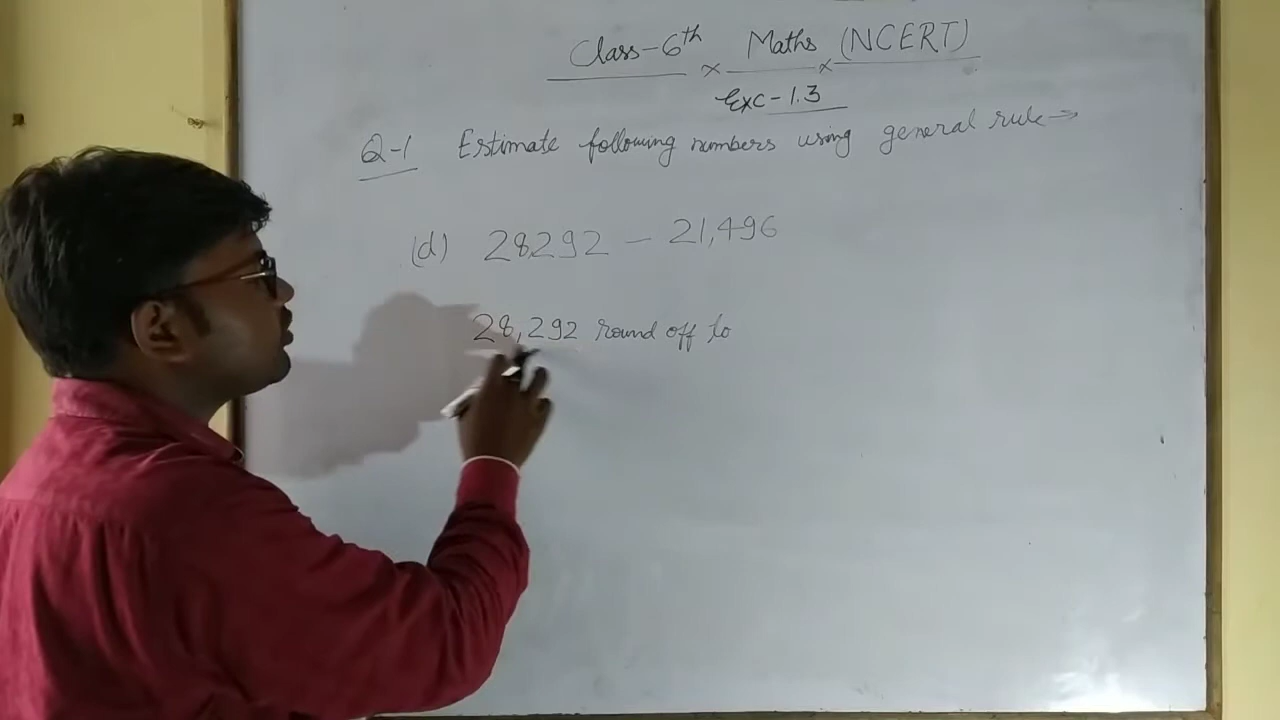 Class-6th × Maths × (NCERT)
Exc-1.3
Q-1 Estimate following numbers using general rule→
(d) 28292 - 21,496
28,292 round off to